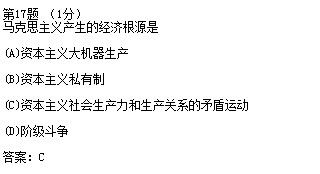 第17题 （1分）
马克思主义产生的经济根源是
(A)资本主义大机器生产
(B)资本主义私有制
(C)资本主义社会生产力和生产关系的矛盾运动
(D)阶级斗争
答案：C